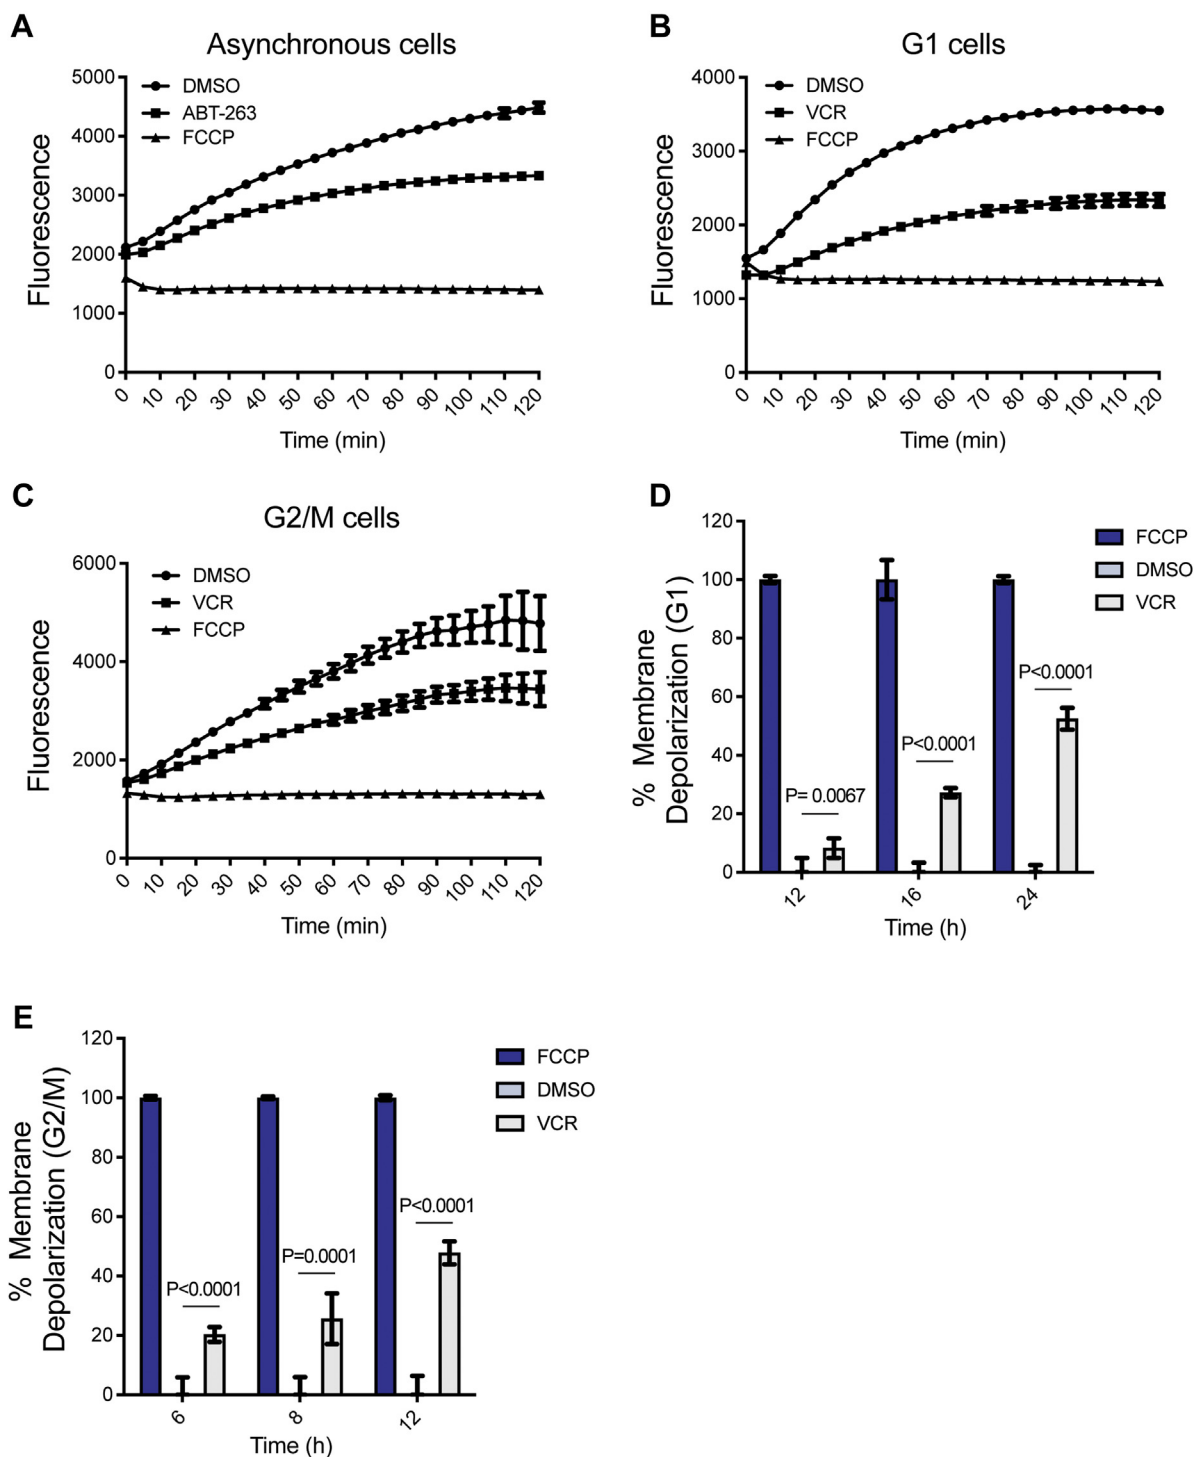 A
Asynchronous cells
5000
4000
3000
2000
1000
0
Fluorescence
DMSO
ABT-263
FCCP
0 10 20 30 40 50 60 70 80 90 100 110 120
Time (min)
B
G1 cells
4000
3000
2000
1000
0
Fluorescence
DMSO
VCR
FCCP
0 10 20 30 40 50 60 70 80 90 100 110 120
Time (min)
C
G2/M cells
6000
4000
2000
0
Fluorescence
DMSO
VCR
FCCP
0 10 20 30 40 50 60 70 80 90 100 110 120
Time (min)
D
120
100
80
60
40
20
0
% Membrane
Depolarization (G1)
FCCP
DMSO
VCR
P= 0.0067
P<0.0001
P<0.0001
12 16 24
Time (h)
E
120
100
80
60
40
20
0
% Membrane
Depolarization (G2/M)
FCCP
DMSO
VCR
P<0.0001
P=0.0001
P<0.0001
6 8 12
Time (h)